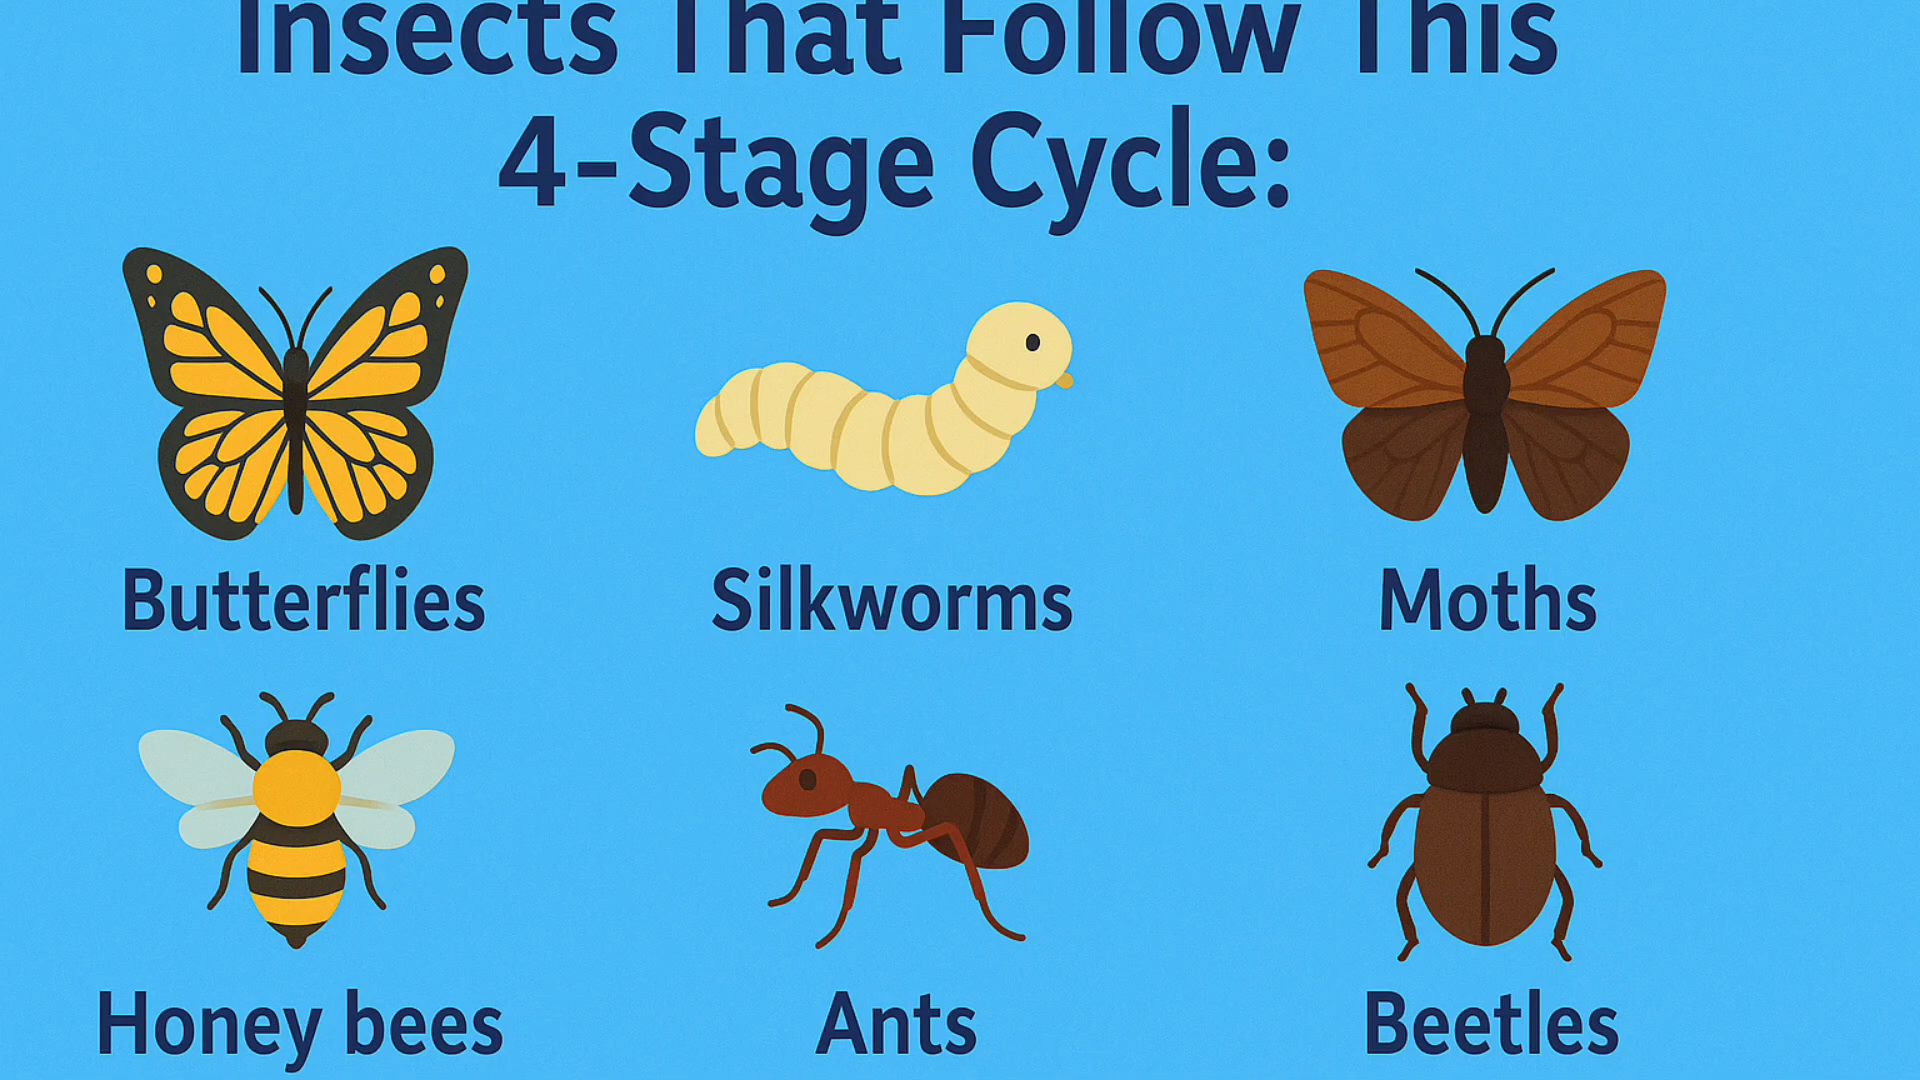 Insects That Follow This
4-Stage Cycle:
Butterflies Silkworms Moths
Honey bees Ants Beetles